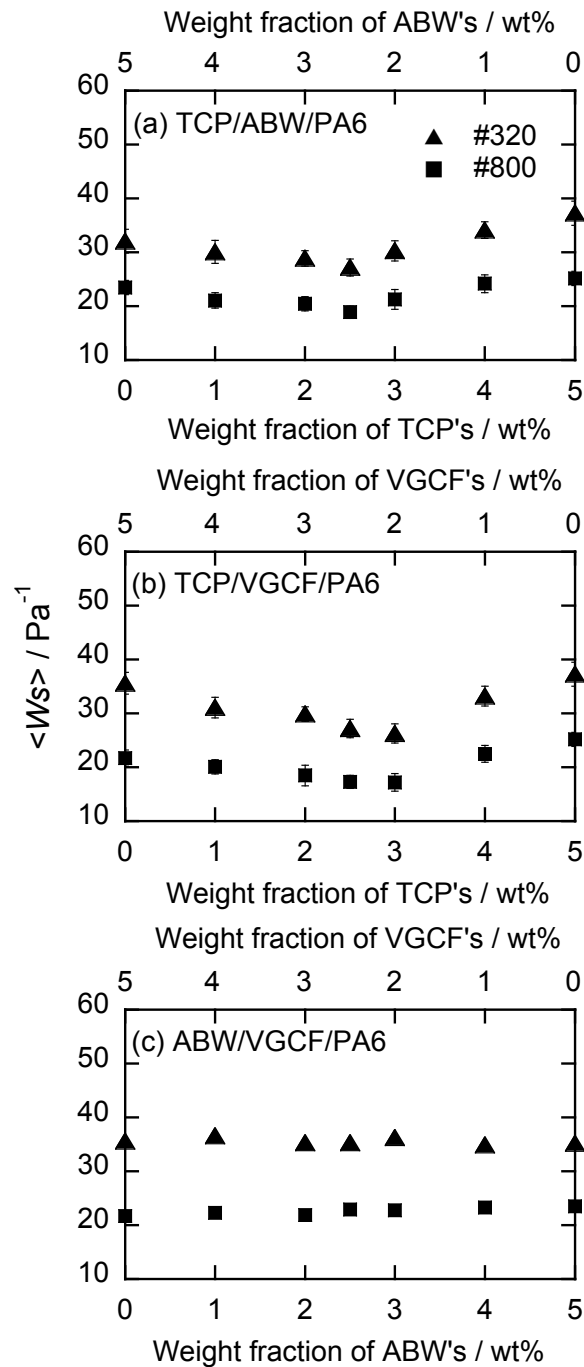 Weight fraction of ABW's / wt%
5 4 3 2 1 0
60
(a) TCP/ABW/PA6
#320
50
#800
40
30
20
10
0 1 2 3 4 5
Weight fraction of TCP's / wt%
Weight fraction of VGCF's / wt%
5 4 3 2 1 0
60
(b) TCP/VGCF/PA6
50
40
30
20
10
0 1 2 3 4 5
<Ws> / Pa⁻¹
Weight fraction of TCP's / wt%
Weight fraction of VGCF's / wt%
5 4 3 2 1 0
60
(c) ABW/VGCF/PA6
50
40
30
20
10
0 1 2 3 4 5
Weight fraction of ABW's / wt%